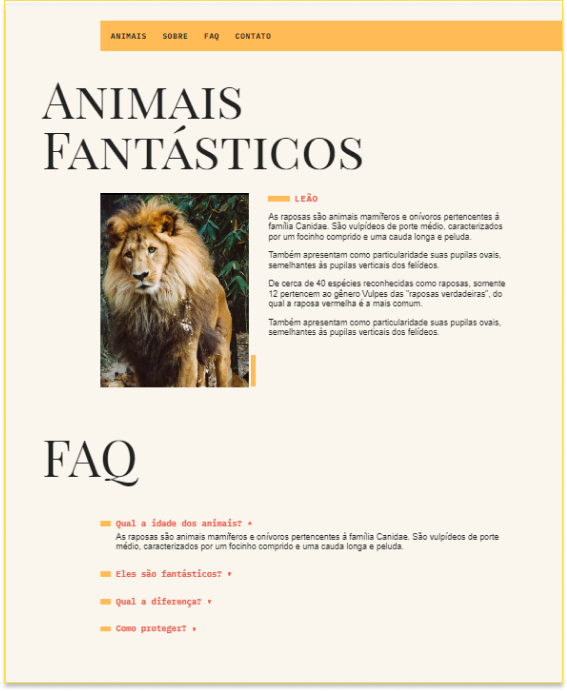 ANIMAIS SOBRE FAQ CONTATO
Animais
Fantásticos
LEÃO
As raposas são animais mamíferos e onívoros pertencentes à
família Canidae. São vulpídeos de porte médio, caracterizados
por um focinho comprido e uma cauda longa e peluda.
Também apresentam como particularidade suas pupilas ovais,
semelhantes às pupilas verticais dos felídeos.
De cerca de 40 espécies reconhecidas como raposas, somente
12 pertencem ao gênero Vulpes das "raposas verdadeiras", do
qual a raposa vermelha é a mais comum.
Também apresentam como particularidade suas pupilas ovais,
semelhantes às pupilas verticais dos felídeos.
FAQ
Qual a idade dos animais?
As raposas são animais mamíferos e onívoros pertencentes à família Canidae. São vulpídeos de porte
médio, caracterizados por um focinho comprido e uma cauda longa e peluda.
Eles são fantásticos?
Qual a diferença?
Como proteger?